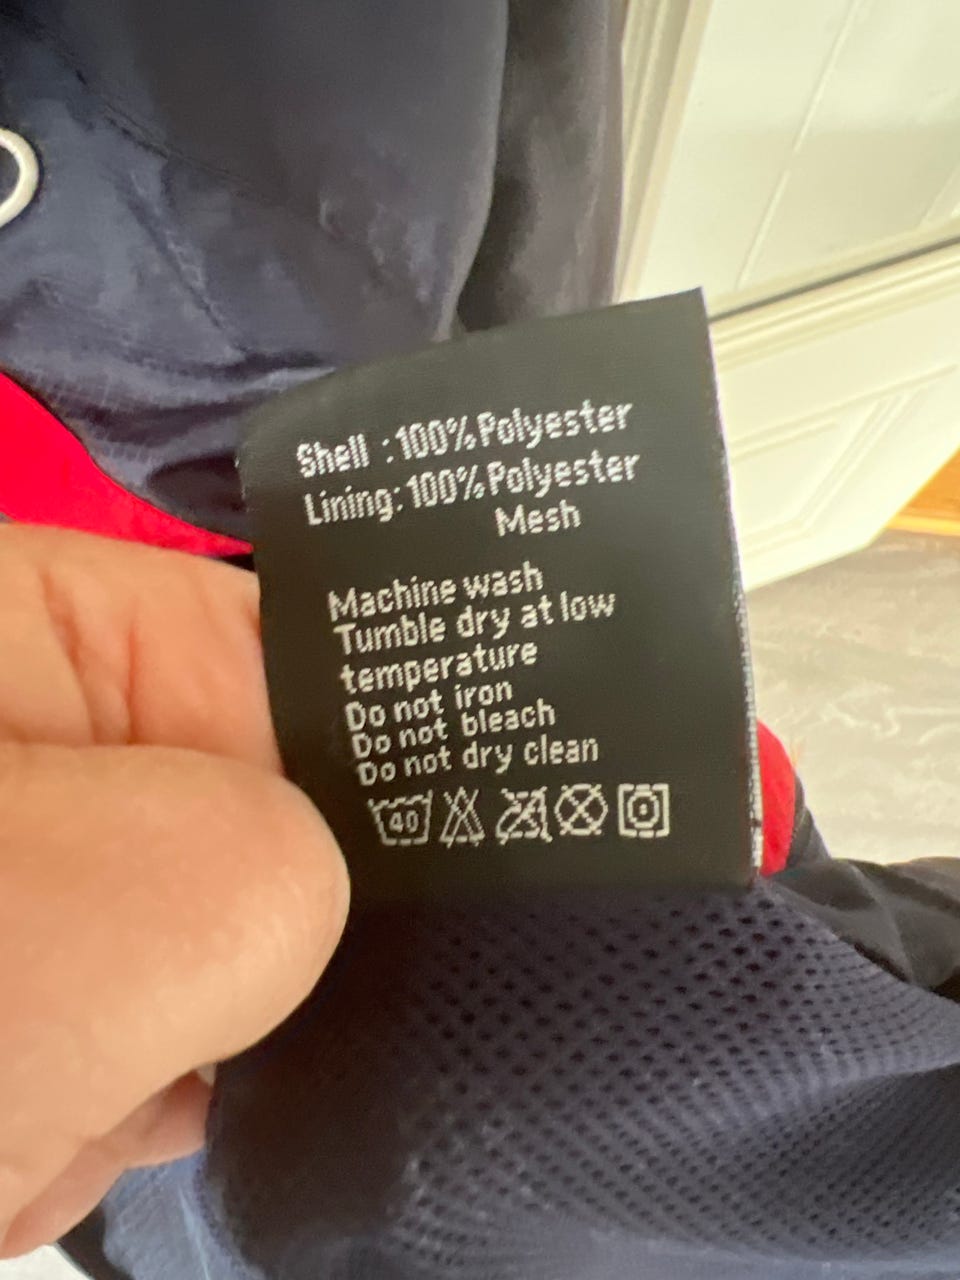 Shell : 100% Polyester
Lining: 100% Polyester
Mesh
Machine wash
Tumble dry at low
temperature
Do not iron
Do not bleach
Do not dry clean
40